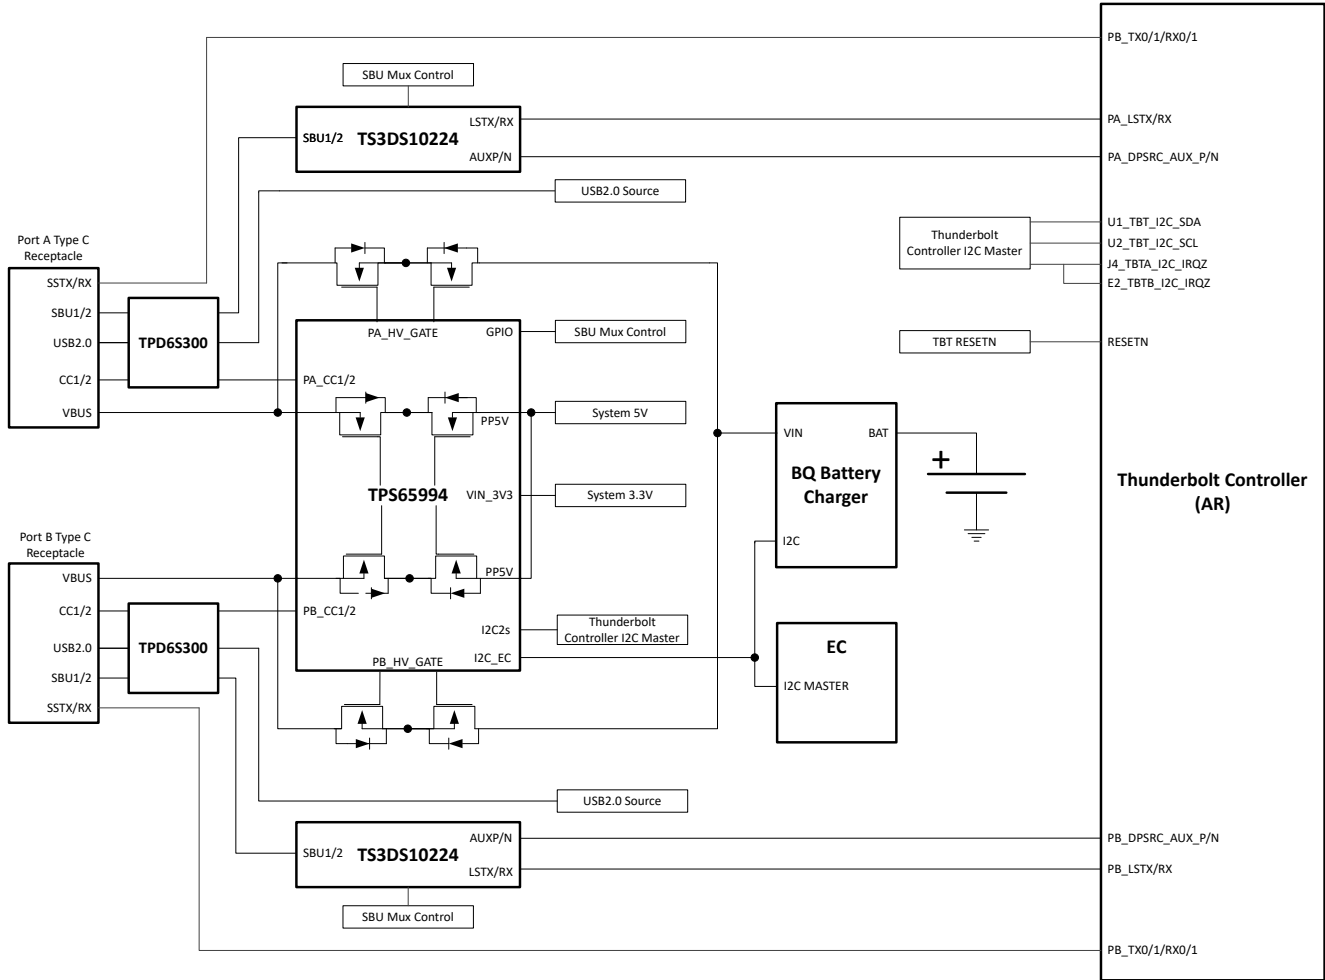 PB_TX0/1/RX0/1
SBU Mux Control
SBU1/2
TS3DS10224
LSTX/RX
AUXP/N
PA_LSTX/RX
PA_DPSRC_AUX_P/N
USB2.0 Source
Thunderbolt
Controller I2C Master
U1_TBT_I2C_SDA
U2_TBT_I2C_SCL
J4_TBTA_I2C_IRQZ
E2_TBTB_I2C_IRQZ
Port A Type C
Receptacle
SSTX/RX
SBU1/2
USB2.0
CC1/2
VBUS
TPD6S300
PA_HV_GATE
GPIO
SBU Mux Control
TBT RESETN
RESETN
PA_CC1/2
PP5V
System 5V
VIN
BAT
BQ Battery
Charger
I2C
+
TPS65994
VIN_3V3
System 3.3V
Thunderbolt Controller
(AR)
Port B Type C
Receptacle
VBUS
CC1/2
USB2.0
SBU1/2
SSTX/RX
TPD6S300
PP5V
PB_CC1/2
I2C2s
Thunderbolt
Controller I2C Master
I2C_EC
PB_HV_GATE
EC
I2C MASTER
USB2.0 Source
SBU1/2
TS3DS10224
AUXP/N
LSTX/RX
PB_DPSRC_AUX_P/N
PB_LSTX/RX
SBU Mux Control
PB_TX0/1/RX0/1